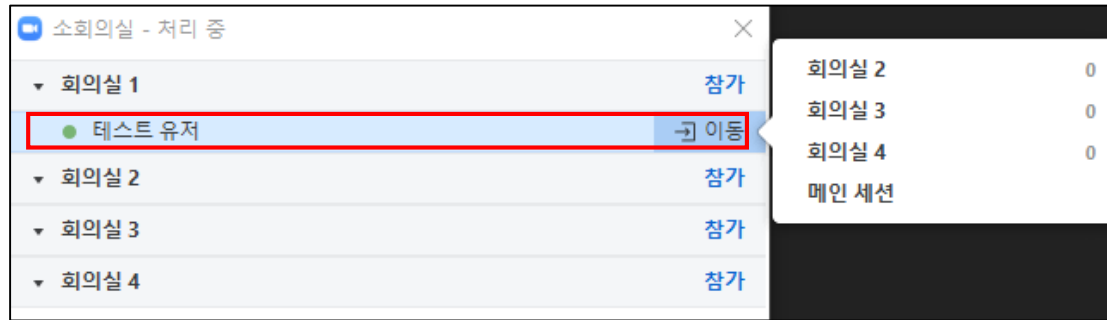 소회의실 - 처리 중
회의실 1 참가
테스트 유저 이동
회의실 2 참가
회의실 3 참가
회의실 4 참가
회의실 2 0
회의실 3 0
회의실 4 0
메인 세션